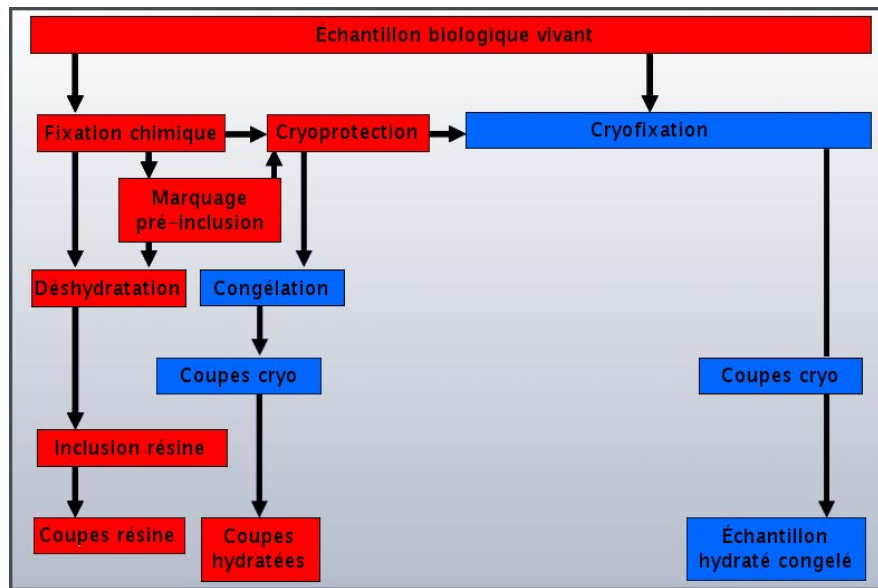 Échantillon biologique vivant
Fixation chimique
Cryoprotection
Cryofixation
Marquage
pré-inclusion
Déshydratation
Congélation
Coupes cryo
Coupes cryo
Inclusion résine
Coupes résine
Coupes
hydratées
Échantillon
hydraté congelé